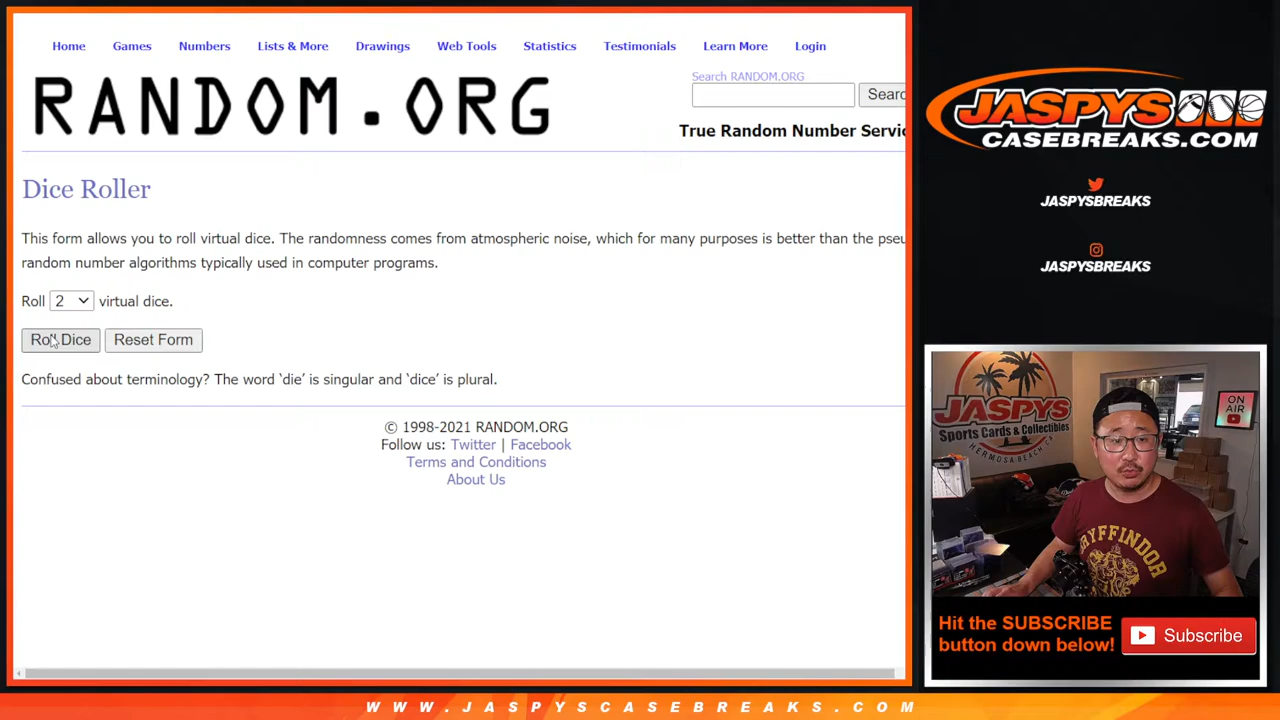 Home Games Numbers Lists & More Drawings Web Tools Statistics Testimonials Learn More Login
RANDOM.ORG
Search RANDOM.ORG
Searc
True Random Number Servic
Dice Roller
This form allows you to roll virtual dice. The randomness comes from atmospheric noise, which for many purposes is better than the pseu
random number algorithms typically used in computer programs.
Roll 2 virtual dice.
Roll Dice Reset Form
Confused about terminology? The word ‘die’ is singular and ‘dice’ is plural.
© 1998-2021 RANDOM.ORG
Follow us: Twitter | Facebook
Terms and Conditions
About Us
JASPYS
CASEBREAKS.COM
JASPYSBREAKS
JASPYSBREAKS
JASPYS
Sports Cards & Collectibles
HERMOSA BEACH CA
ON
AIR
GRYFFINDOR
Hit the SUBSCRIBE
button down below!
Subscribe
WWW.JASPYSCASEBREAKS.COM